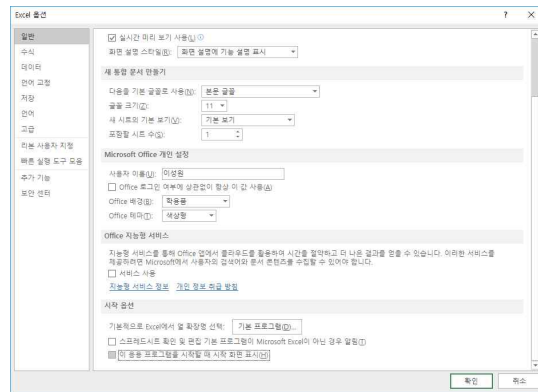 Excel 옵션
?
일반
수식
데이터
언어 교정
저장
언어
고급
리본 사용자 지정
빠른 실행 도구 모음
추가 기능
보안 센터
실시간 미리 보기 사용(L)
화면 설명 스타일(R): 화면 설명에 기능 설명 표시
새 통합 문서 만들기
다음을 기본 글꼴로 사용(N): 본문 글꼴
글꼴 크기(Z): 11
새 시트의 기본 보기(V): 기본 보기
포함할 시트 수(S): 1
Microsoft Office 개인 설정
사용자 이름(U): 이성원
Office 로그인 여부에 상관없이 항상 이 값 사용(A)
Office 배경(B): 학용품
Office 테마(T): 색상형
Office 지능형 서비스
지능형 서비스를 통해 Office 앱에서 클라우드를 활용하여 시간을 절약하고 더 나은 결과를 얻을 수 있습니다. 이러한 서비스를
제공하려면 Microsoft에서 사용자의 검색어와 문서 콘텐츠를 수집할 수 있어야 합니다.
서비스 사용
지능형 서비스 정보 개인 정보 취급 방침
시작 옵션
기본적으로 Excel에서 열 확장명 선택: 기본 프로그램(D)...
스프레드시트 확인 및 편집 기본 프로그램이 Microsoft Excel이 아닌 경우 알림(T)
이 응용 프로그램을 시작할 때 시작 화면 표시(H)
확인 취소